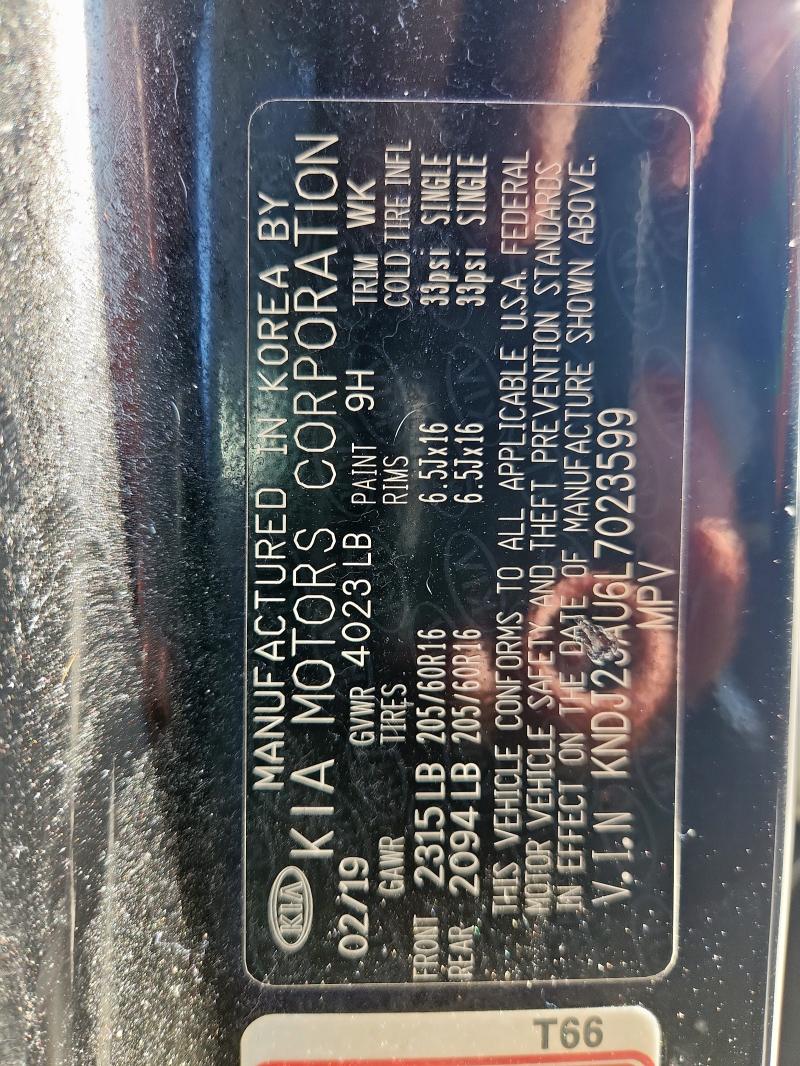 KIA
MANUFACTURED IN KOREA BY
KIA MOTORS CORPORATION
02/19 GVWR 4023 LB PAINT 9H TRIM WK
GAWR TIRES RIMS COLD TIRE INFL
FRONT 2315 LB 205/60R16 6.5Jx16 33psi SINGLE
REAR 2094 LB 205/60R16 6.5Jx16 33psi SINGLE
THIS VEHICLE CONFORMS TO ALL APPLICABLE U.S.A. FEDERAL
MOTOR VEHICLE SAFETY AND THEFT PREVENTION STANDARDS
IN EFFECT ON THE DATE OF MANUFACTURE SHOWN ABOVE.
V.I.N KNDJ23AU6L7023599
MPV
T66